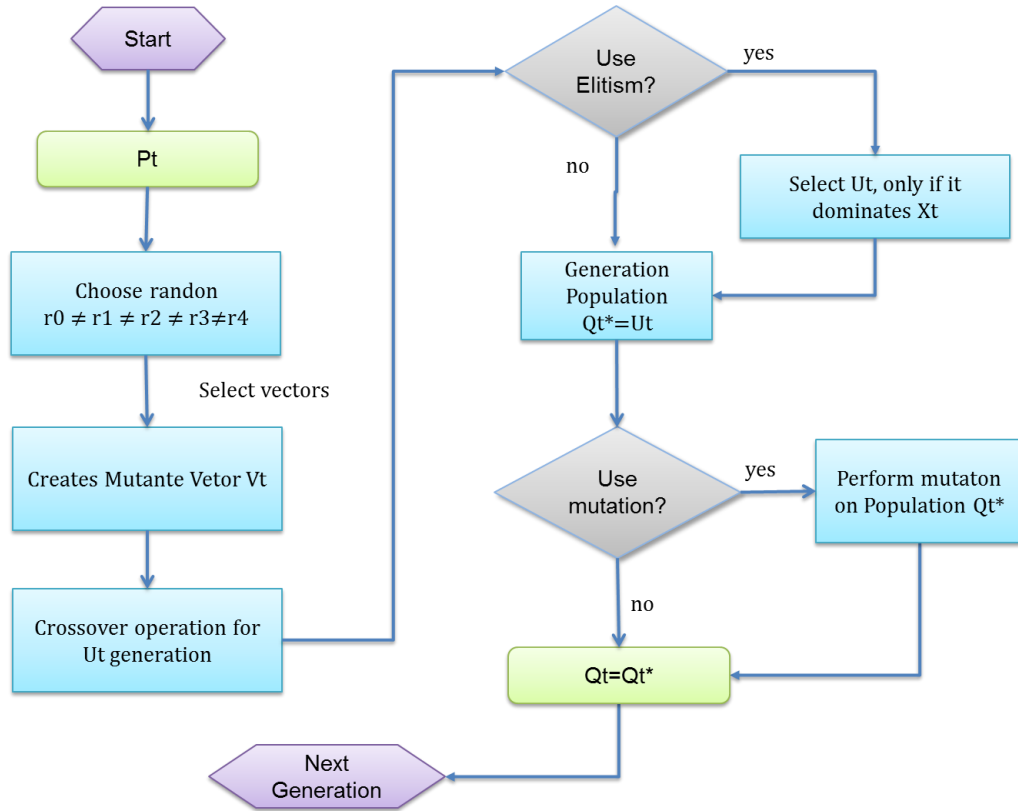 Start
Pt
Choose randon
r0 ≠ r1 ≠ r2 ≠ r3≠r4
Select vectors
Creates Mutante Vetor Vt
Crossover operation for
Ut generation
Use
Elitism?
yes
no
Select Ut, only if it
dominates Xt
Generation
Population
Qt*=Ut
Use
mutation?
yes
Perform mutaton
on Population Qt*
no
Qt=Qt*
Next
Generation